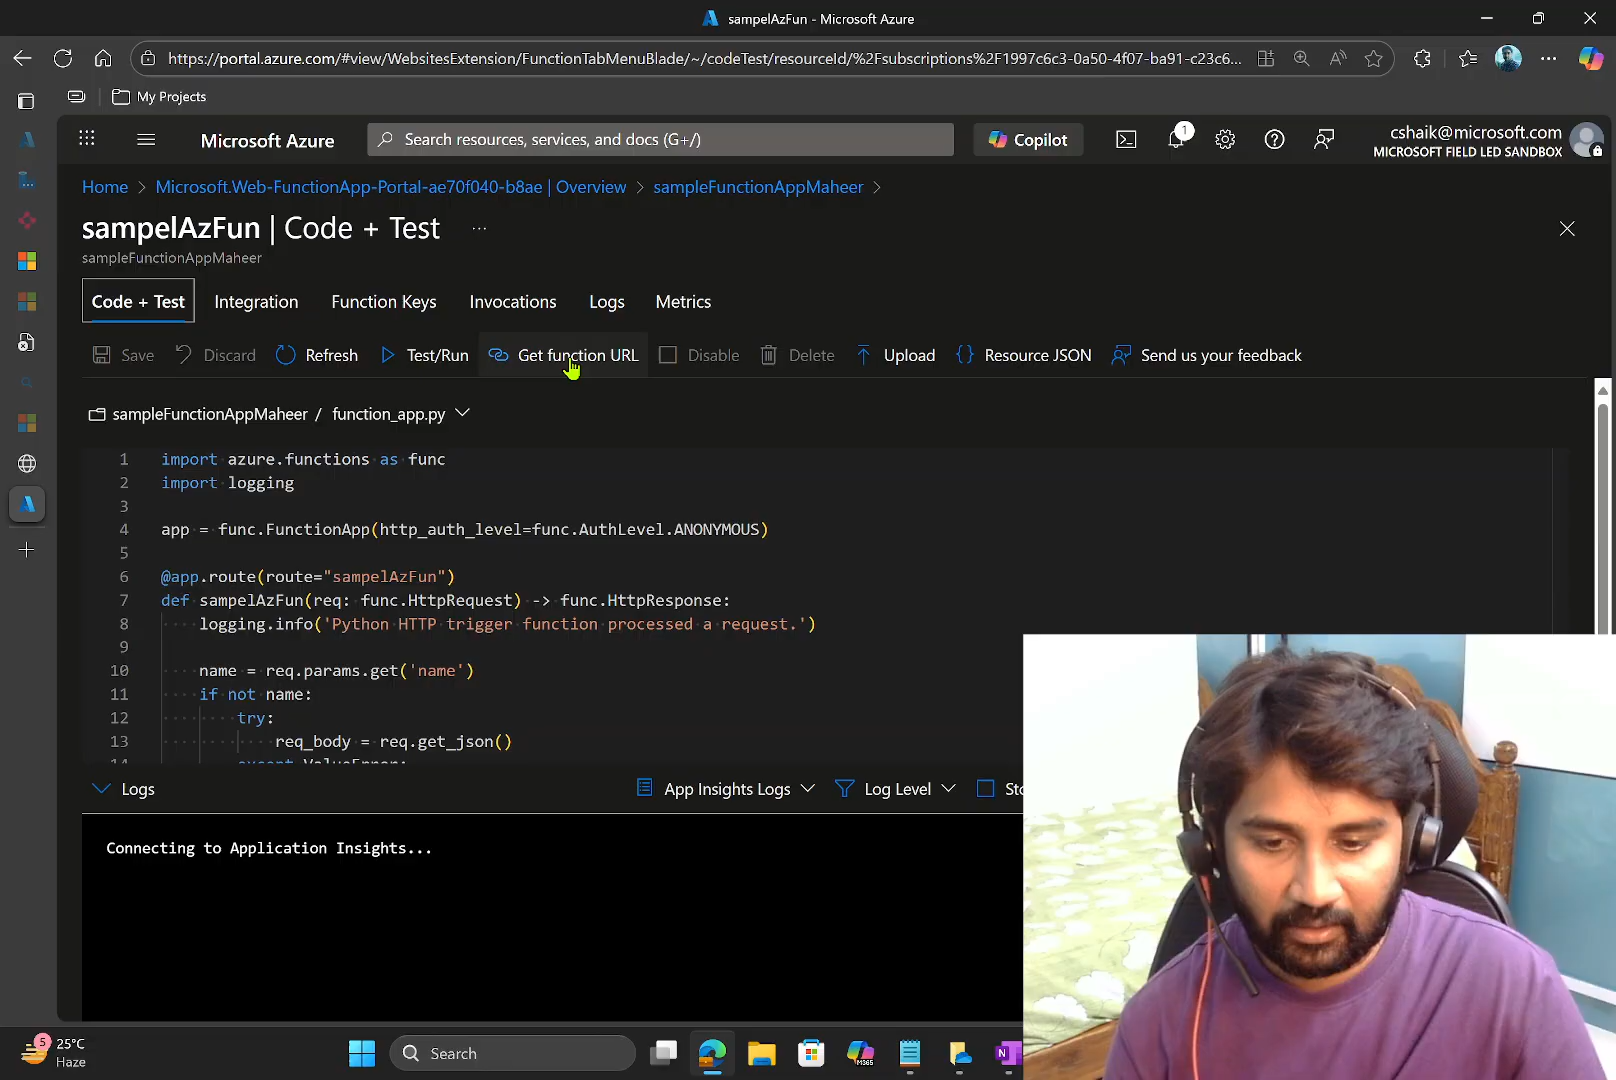 sampelAzFun - Microsoft Azure
https://portal.azure.com/#view/WebsitesExtension/FunctionTabMenuBlade/~/codeTest/resourceId/%2Fsubscriptions%2F1997c6c3-0a50-4f07-ba91-c23c6...
My Projects
Microsoft Azure
Search resources, services, and docs (G+/)
Copilot
1
cshaik@microsoft.com
MICROSOFT FIELD LED SANDBOX
Home > Microsoft.Web-FunctionApp-Portal-ae70f040-b8ae | Overview > sampleFunctionAppMaheer >
sampelAzFun | Code + Test ...
sampleFunctionAppMaheer
Code + Test Integration Function Keys Invocations Logs Metrics
Save Discard Refresh Test/Run Get function URL Disable Delete Upload Resource JSON Send us your feedback
sampleFunctionAppMaheer / function_app.py
1 import azure.functions as func
2 import logging
3
4 app = func.FunctionApp(http_auth_level=func.AuthLevel.ANONYMOUS)
5
6 @app.route(route="sampelAzFun")
7 def sampelAzFun(req: func.HttpRequest) -> func.HttpResponse:
8 logging.info('Python HTTP trigger function processed a request.')
9
10 name = req.params.get('name')
11 if not name:
12 try:
13 req_body = req.get_json()
14 except ValueError:
Logs App Insights Logs Log Level
Connecting to Application Insights...
5 25°C
Haze
Search
M365
N